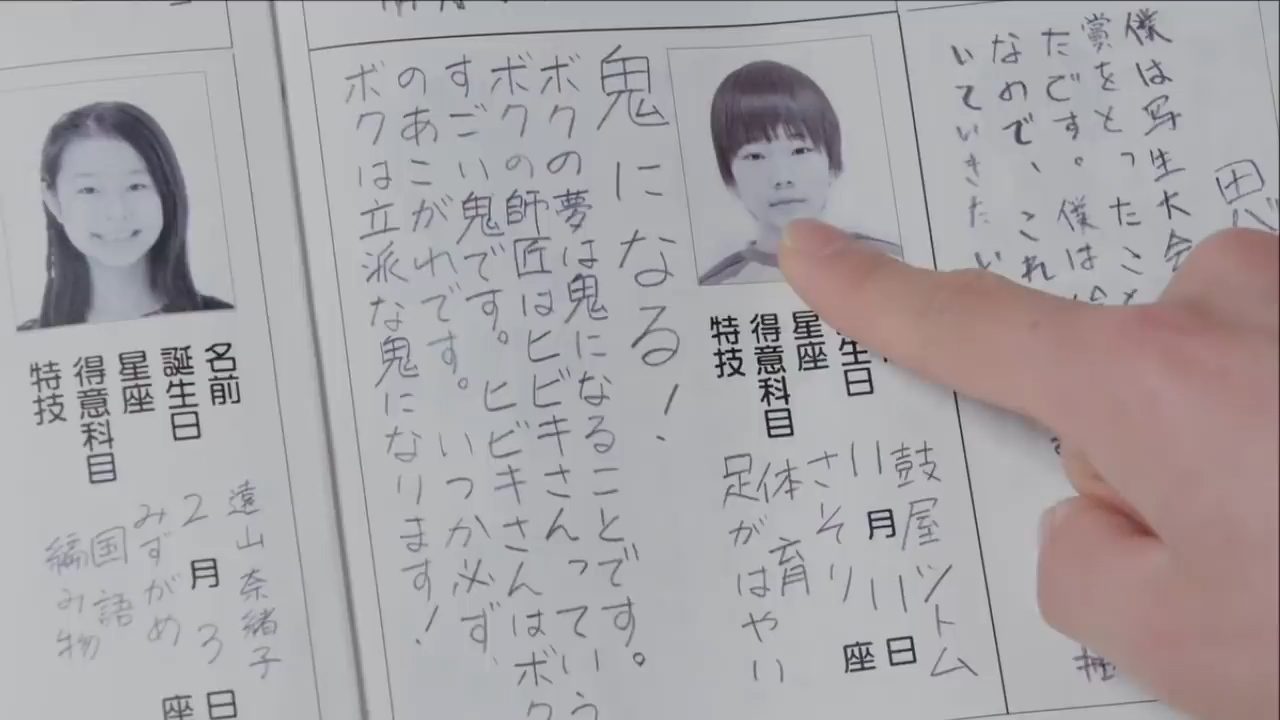 僕は写生大会
賞をとったこと
たです。僕は
なので、これ
いていきたい
鬼になる！
ボクの夢は鬼になることです。
ボクの師匠はヒビキさんっていう
すごい鬼です。ヒビキさんはボク
のあこがれです。いつか必ず、
ボクは立派な鬼になります！
鼓屋ツトム
生日 11月11日
星座 さそり座
得意科目 体育
特技 足がはやい
名前 遠山奈緒子
誕生日 2月3日
星座 みずがめ座
得意科目 国語
特技 編み物